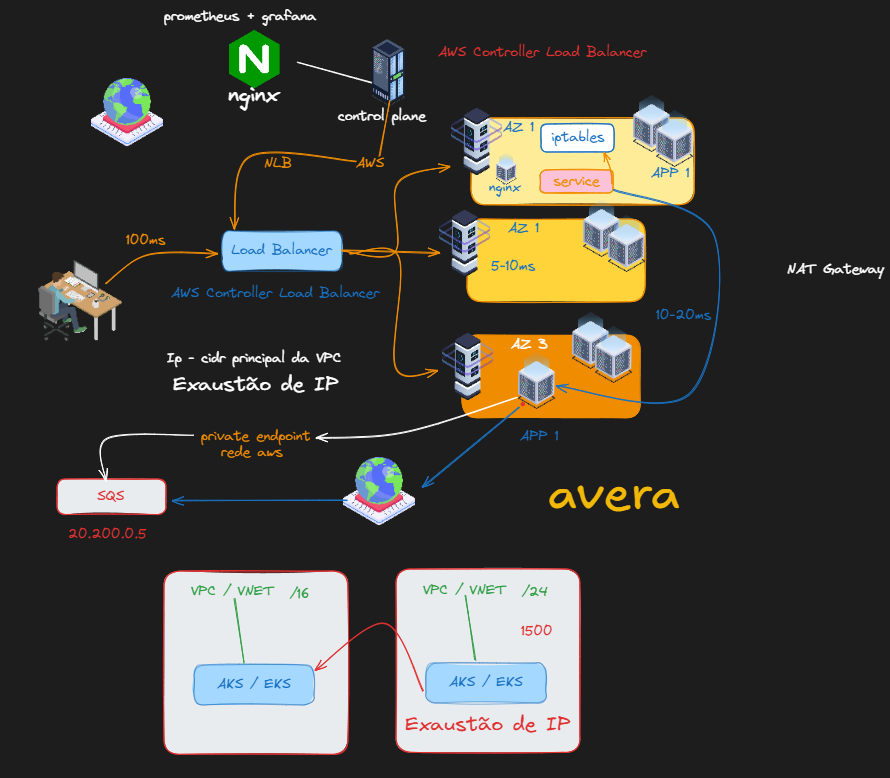 prometheus + grafana
nginx
control plane
AWS Controller Load Balancer
NLB
AWS
AZ 1
iptables
service
nginx
APP 1
100ms
Load Balancer
AWS Controller Load Balancer
AZ 1
5-10ms
NAT Gateway
10-20ms
Ip - cidr principal da VPC
Exaustão de IP
AZ 3
APP 1
private endpoint
rede aws
SQS
20.200.0.5
avera
VPC / VNET /16
AKS / EKS
VPC / VNET /24
1500
AKS / EKS
Exaustão de IP